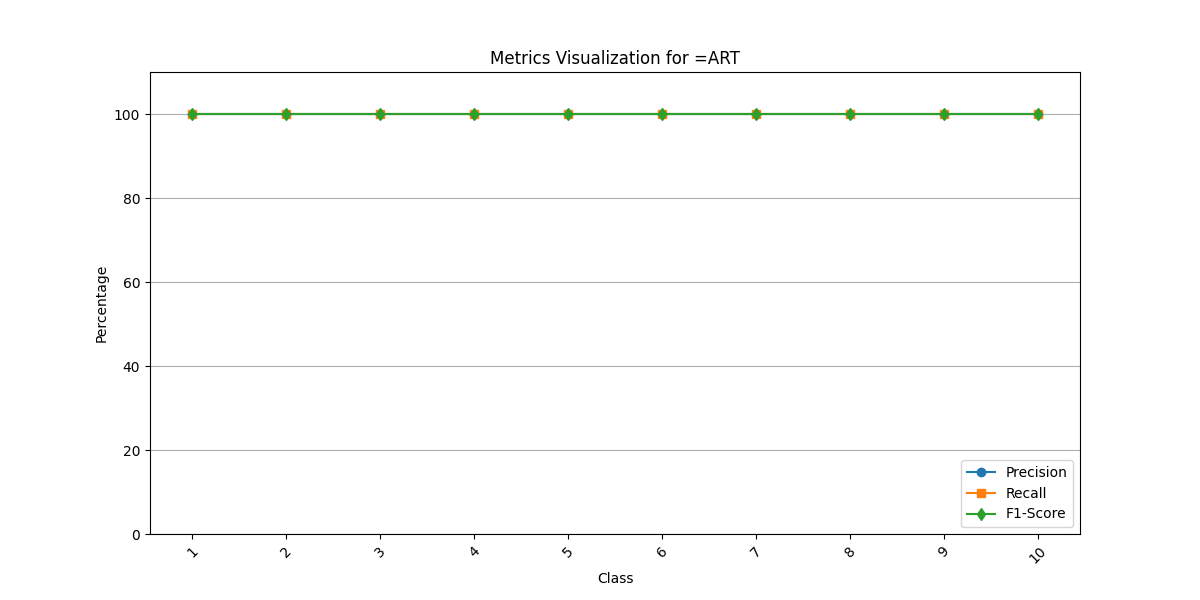 Metrics Visualization for =ART
Percentage
100
80
60
40
20
0
Precision
Recall
F1-Score
1 2 3 4 5 6 7 8 9 10
Class